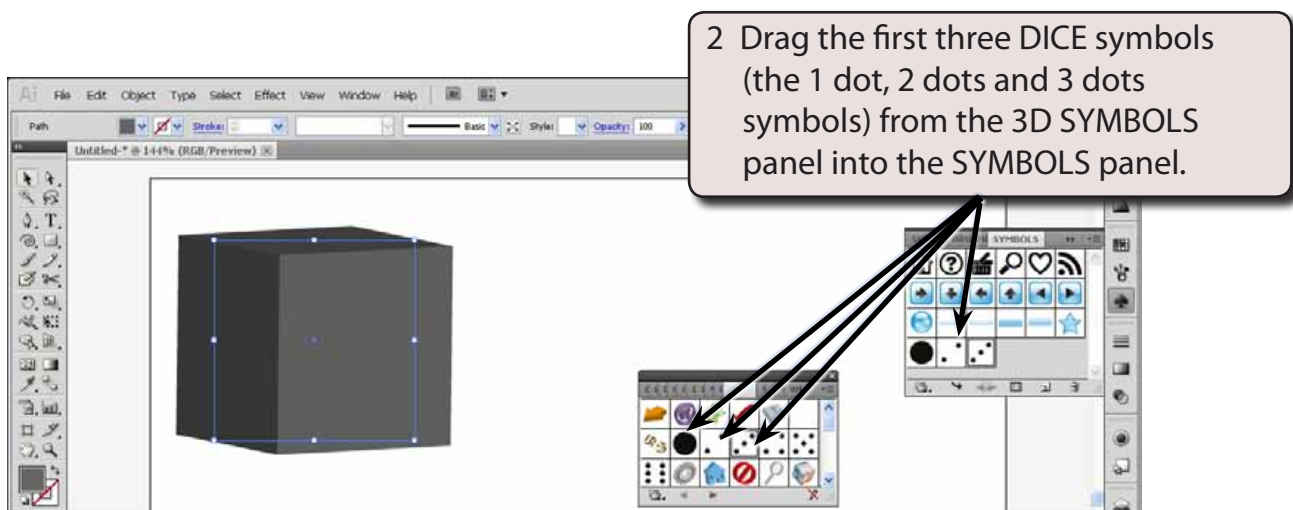 2 Drag the first three DICE symbols
(the 1 dot, 2 dots and 3 dots
symbols) from the 3D SYMBOLS
panel into the SYMBOLS panel.
Ai File Edit Object Type Select Effect View Window Help
Path Stroke: Basic Style: Opacity: 100
Untitled-* @ 144% (RGB/Preview)
SYMBOLS